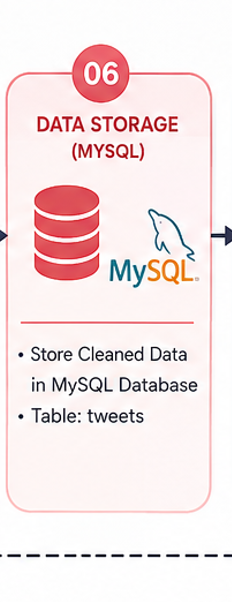 06
DATA STORAGE
(MYSQL)
MySQL
• Store Cleaned Data
in MySQL Database
• Table: tweets